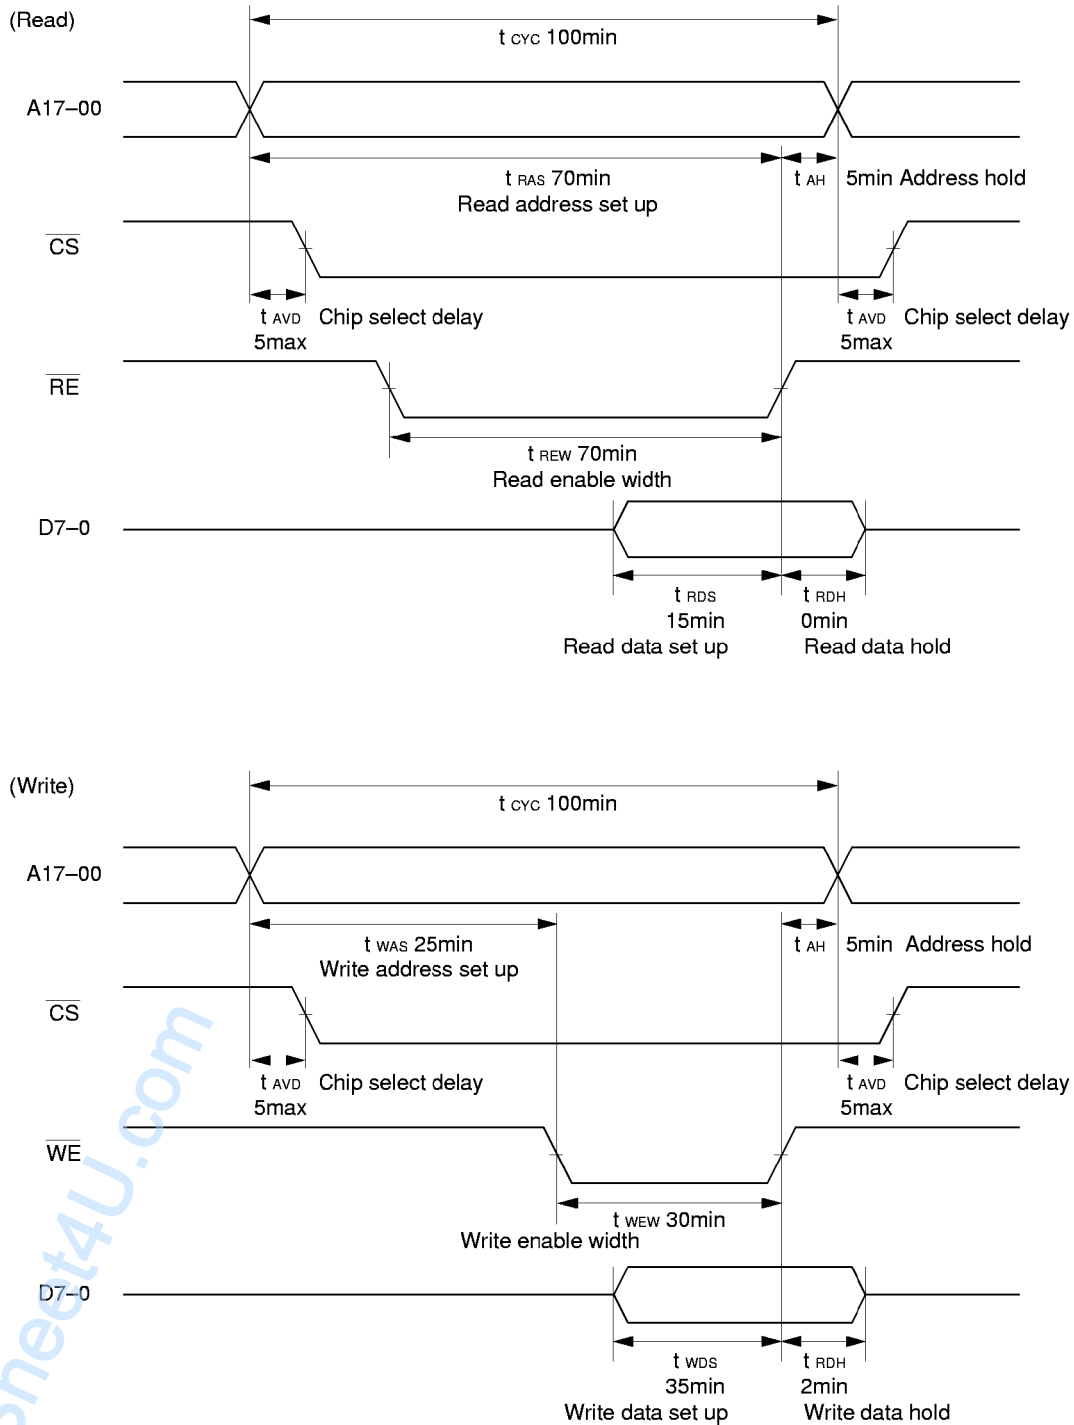 (Read)
t CYC 100min
A17–00
t RAS 70min
t AH 5min Address hold
Read address set up
CS
t AVD Chip select delay
5max
t AVD Chip select delay
5max
RE
t REW 70min
Read enable width
D7–0
t RDS
15min
Read data set up
t RDH
0min
Read data hold
(Write)
t CYC 100min
A17–00
t WAS 25min
Write address set up
t AH 5min Address hold
CS
t AVD Chip select delay
5max
t AVD Chip select delay
5max
WE
t WEW 30min
Write enable width
D7–0
t WDS
35min
Write data set up
t RDH
2min
Write data hold
sheet4U.com